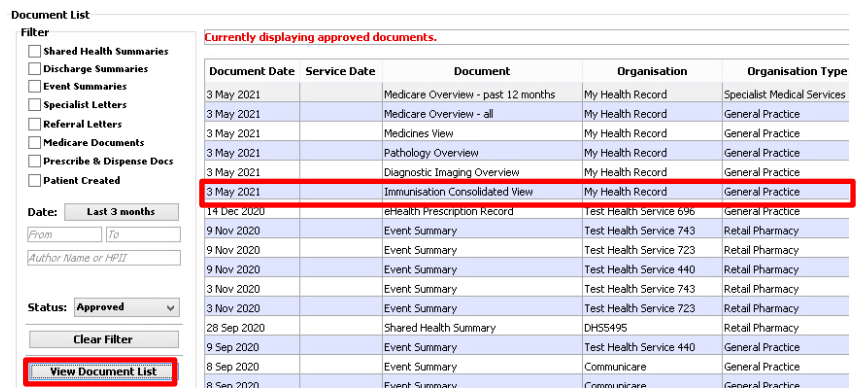 Document List
Filter
Shared Health Summaries
Discharge Summaries
Event Summaries
Specialist Letters
Referral Letters
Medicare Documents
Prescribe & Dispense Docs
Patient Created
Date: Last 3 months
From To
Author Name or HPII
Status: Approved
Clear Filter
View Document List
Currently displaying approved documents.
Document Date Service Date Document Organisation Organisation Type
3 May 2021 Medicare Overview - past 12 months My Health Record Specialist Medical Services
3 May 2021 Medicare Overview - all My Health Record General Practice
3 May 2021 Medicines View My Health Record General Practice
3 May 2021 Pathology Overview My Health Record General Practice
3 May 2021 Diagnostic Imaging Overview My Health Record General Practice
3 May 2021 Immunisation Consolidated View My Health Record General Practice
14 Dec 2020 eHealth Prescription Record Test Health Service 696 General Practice
9 Nov 2020 Event Summary Test Health Service 743 Retail Pharmacy
9 Nov 2020 Event Summary Test Health Service 723 Retail Pharmacy
9 Nov 2020 Event Summary Test Health Service 440 General Practice
3 Nov 2020 Event Summary Test Health Service 743 Retail Pharmacy
3 Nov 2020 Event Summary Test Health Service 723 Retail Pharmacy
28 Sep 2020 Shared Health Summary DHS5495 Retail Pharmacy
9 Sep 2020 Event Summary Test Health Service 440 General Practice
8 Sep 2020 Event Summary Communicare General Practice
8 Sep 2020 Event Summary Communicare General Practice